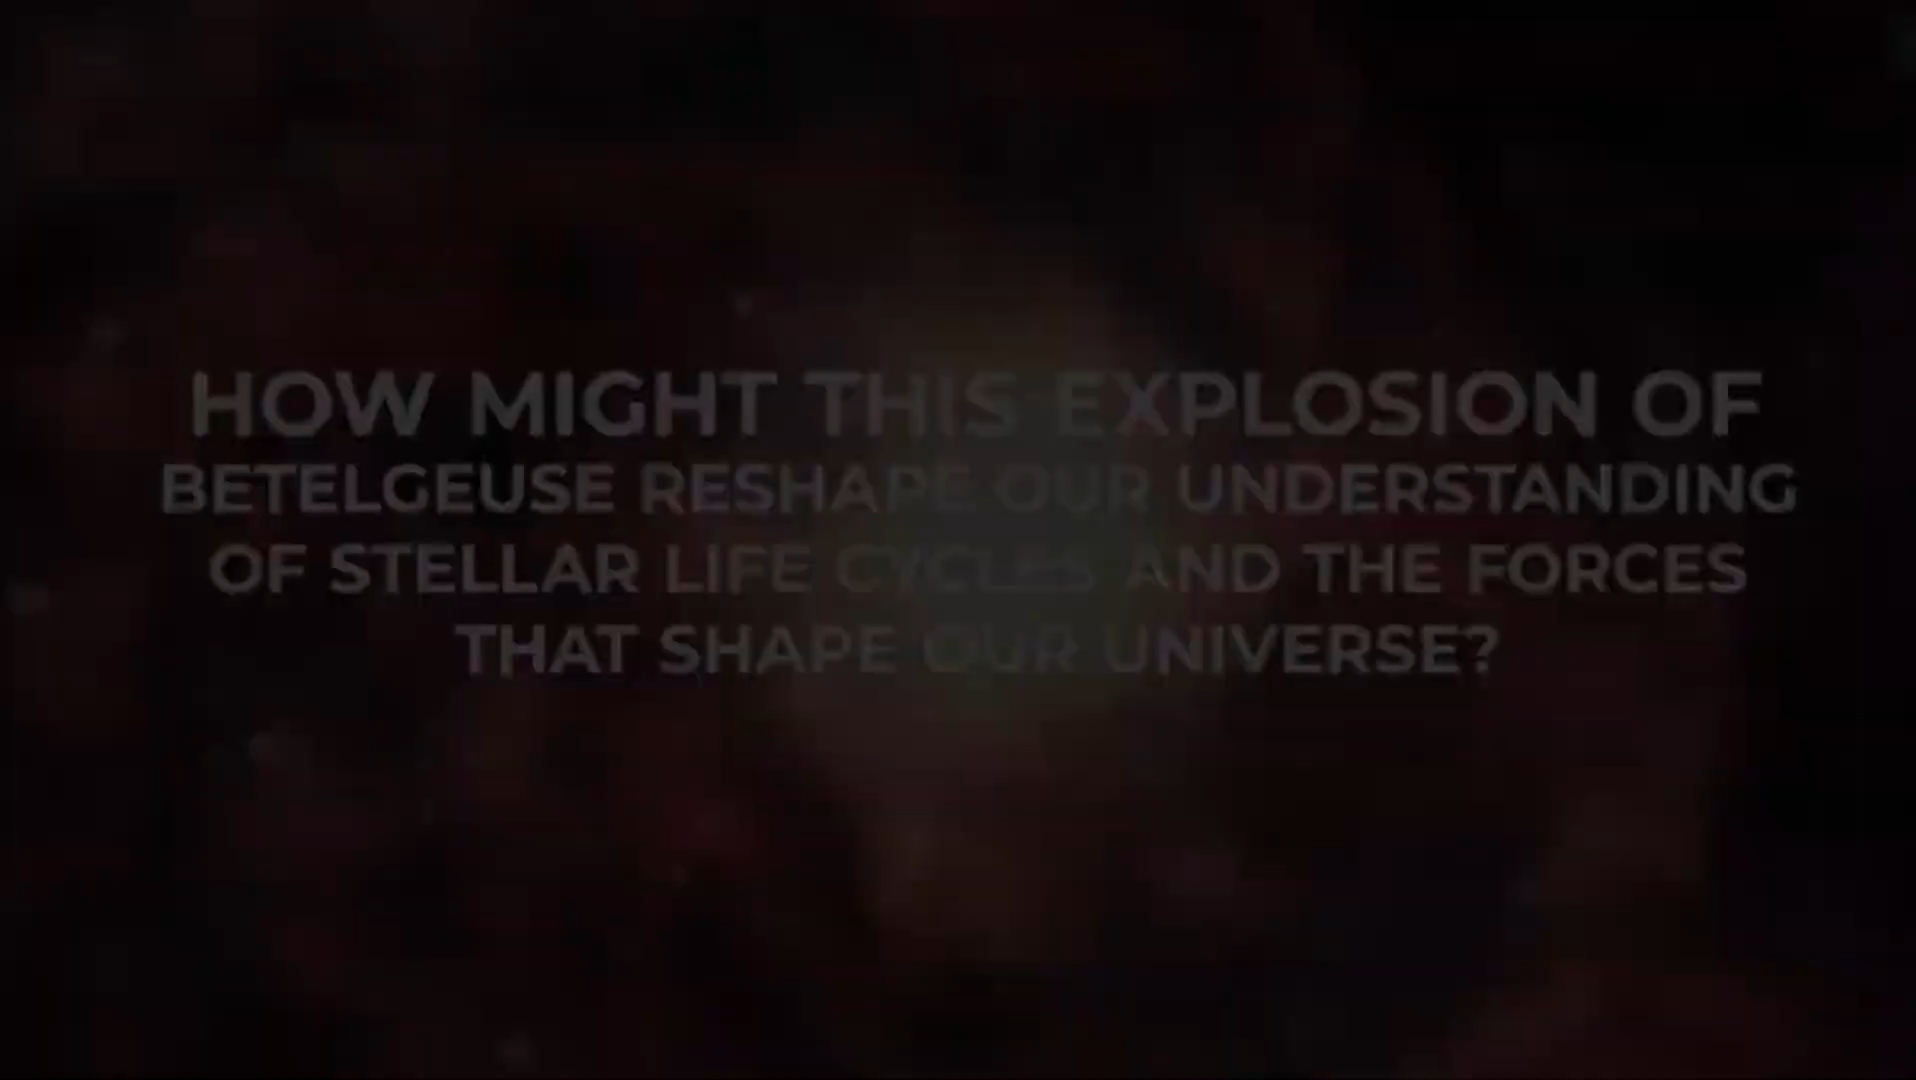 HOW MIGHT THIS EXPLOSION OF
BETELGEUSE RESHAPE OUR UNDERSTANDING
OF STELLAR LIFE CYCLES AND THE FORCES
THAT SHAPE OUR UNIVERSE?